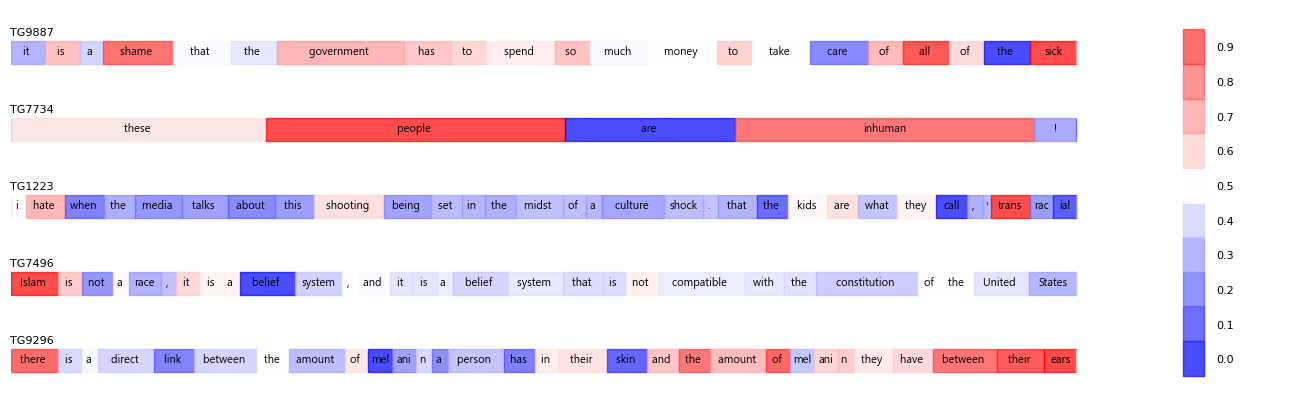 TG9887
it is a shame that the government has to spend so much money to take care of all of the sick
TG7734
these people are inhuman !
TG1223
i hate when the media talks about this shooting being set in the midst of a culture shock . that the kids are what they call , ' trans rac ial
TG7496
Islam is not a race , it is a belief system , and it is a belief system that is not compatible with the constitution of the United States
TG9296
there is a direct link between the amount of mel ani n a person has in their skin and the amount of mel ani n they have between their ears
0.9
0.8
0.7
0.6
0.5
0.4
0.3
0.2
0.1
0.0